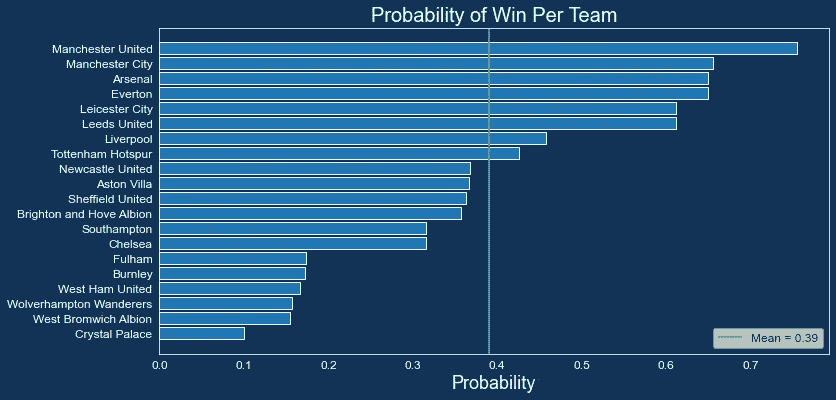 Probability of Win Per Team
Manchester United
Manchester City
Arsenal
Everton
Leicester City
Leeds United
Liverpool
Tottenham Hotspur
Newcastle United
Aston Villa
Sheffield United
Brighton and Hove Albion
Southampton
Chelsea
Fulham
Burnley
West Ham United
Wolverhampton Wanderers
West Bromwich Albion
Crystal Palace
Mean = 0.39
0.0 0.1 0.2 0.3 0.4 0.5 0.6 0.7
Probability